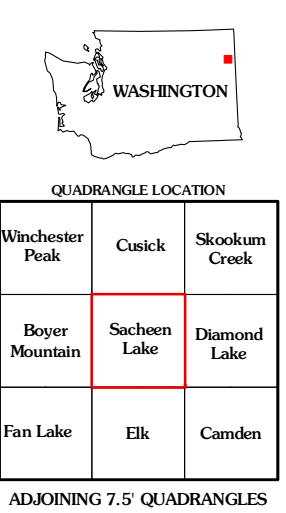 WASHINGTON
QUADRANGLE LOCATION
Winchester
Peak
Cusick
Skookum
Creek
Boyer
Mountain
Sacheen
Lake
Diamond
Lake
Fan Lake
Elk
Camden
ADJOINING 7.5' QUADRANGLES